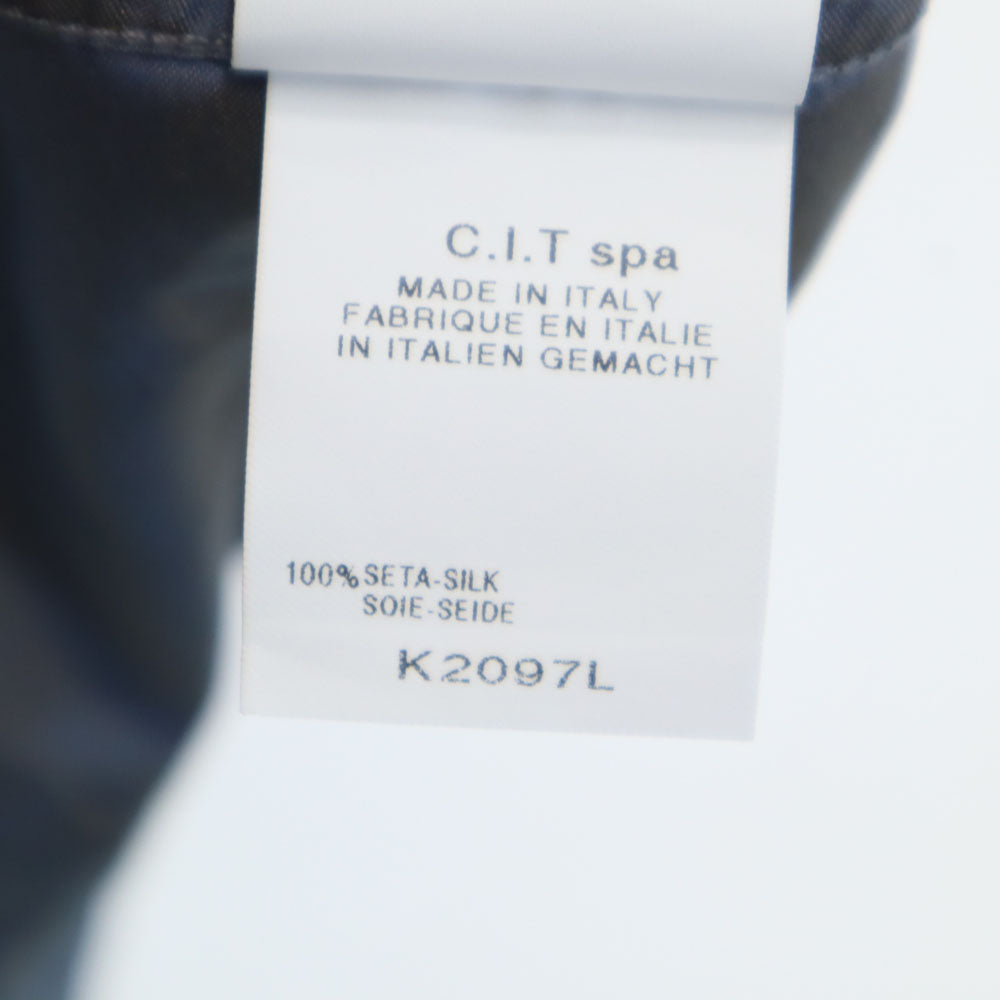 C.I.T spa
MADE IN ITALY
FABRIQUE EN ITALIE
IN ITALIEN GEMACHT
100% SETA-SILK
SOIE-SEIDE
K2097L